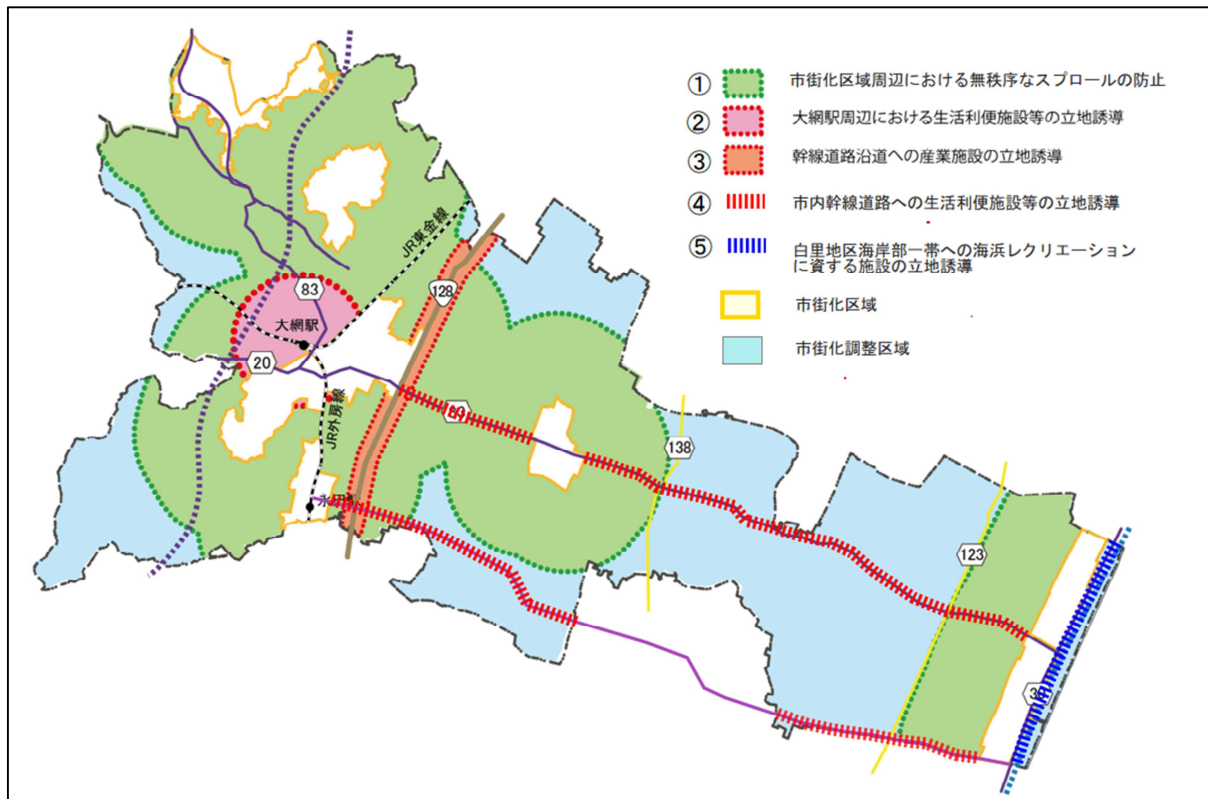 ① 市街化区域周辺における無秩序なスプロールの防止
② 大網駅周辺における生活利便施設等の立地誘導
③ 幹線道路沿道への産業施設の立地誘導
④ 市内幹線道路への生活利便施設等の立地誘導
⑤ 白里地区海岸部一帯への海浜レクリエーション
に資する施設の立地誘導
市街化区域
市街化調整区域
JR東金線
128
83
大網駅
20
JR外房線
138
123